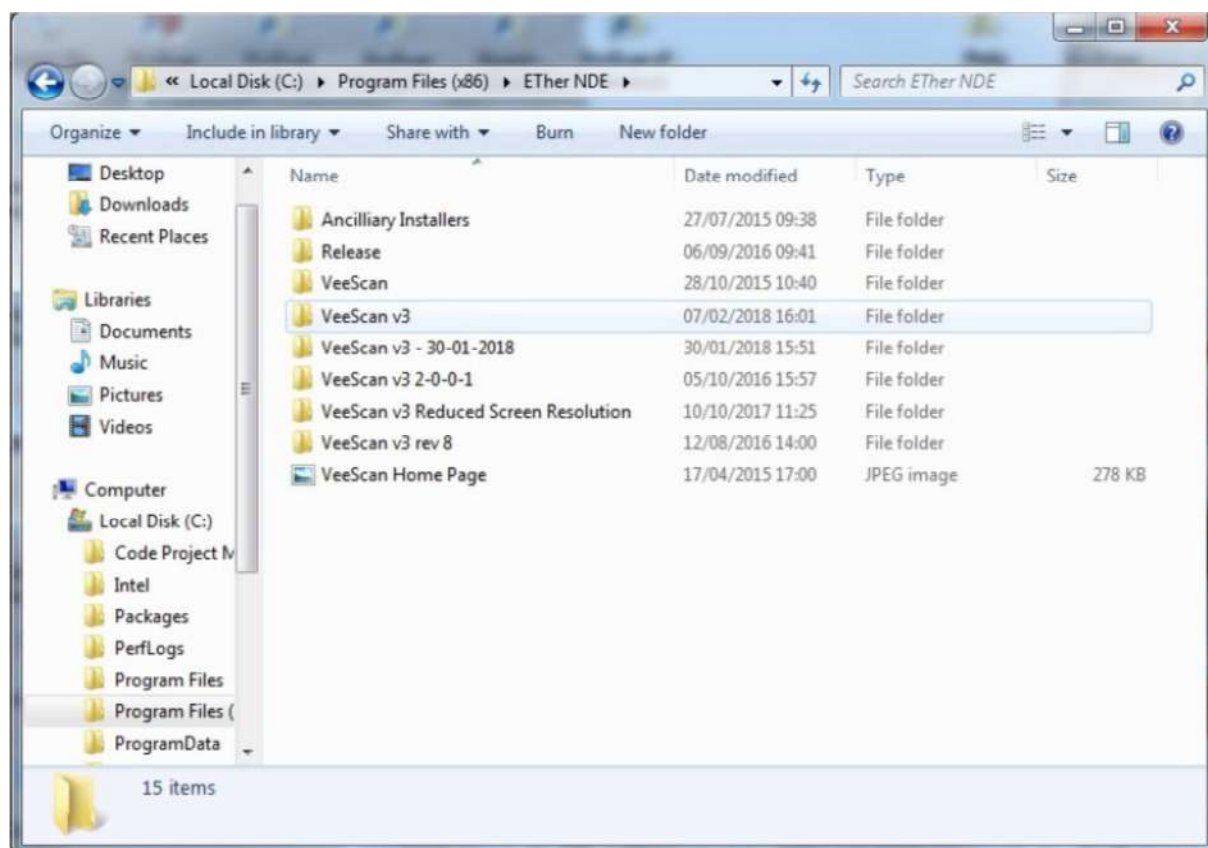 « Local Disk (C:) ▸ Program Files (x86) ▸ ETher NDE ▸
Search ETher NDE
Organize Include in library Share with Burn New folder
Desktop
Downloads
Recent Places
Libraries
Documents
Music
Pictures
Videos
Computer
Local Disk (C:)
Code Project M
Intel
Packages
PerfLogs
Program Files
Program Files (
ProgramData
Name Date modified Type Size
Ancilliary Installers 27/07/2015 09:38 File folder
Release 06/09/2016 09:41 File folder
VeeScan 28/10/2015 10:40 File folder
VeeScan v3 07/02/2018 16:01 File folder
VeeScan v3 - 30-01-2018 30/01/2018 15:51 File folder
VeeScan v3 2-0-0-1 05/10/2016 15:57 File folder
VeeScan v3 Reduced Screen Resolution 10/10/2017 11:25 File folder
VeeScan v3 rev 8 12/08/2016 14:00 File folder
VeeScan Home Page 17/04/2015 17:00 JPEG image 278 KB
15 items